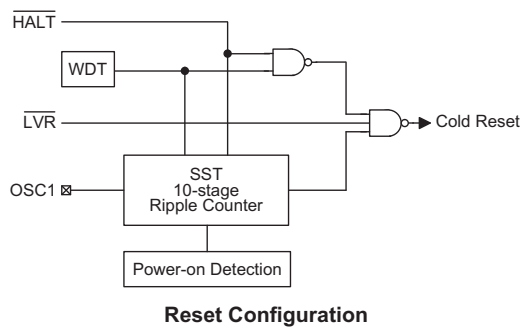 HALT
WDT
LVR
Cold Reset
OSC1
SST
10-stage
Ripple Counter
Power-on Detection
Reset Configuration